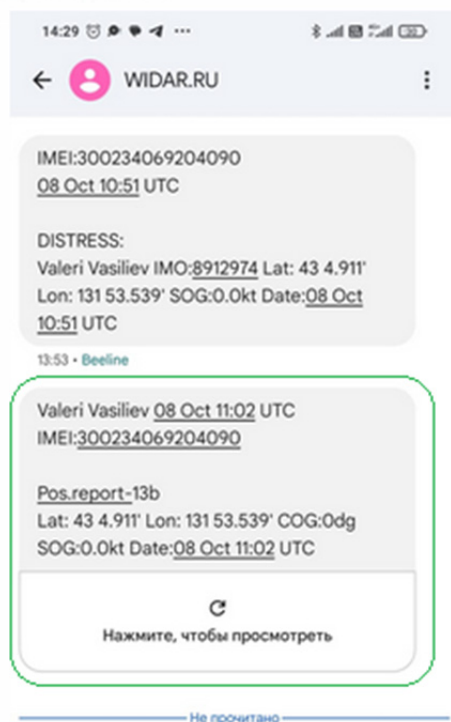 14:29
WIDAR.RU
IMEI:300234069204090
08 Oct 10:51 UTC
DISTRESS:
Valeri Vasiliev IMO:8912974 Lat: 43 4.911'
Lon: 131 53.539' SOG:0.0kt Date:08 Oct
10:51 UTC
13:53 • Beeline
Valeri Vasiliev 08 Oct 11:02 UTC
IMEI:300234069204090
Pos.report-13b
Lat: 43 4.911' Lon: 131 53.539' COG:0dg
SOG:0.0kt Date:08 Oct 11:02 UTC
Нажмите, чтобы просмотреть
Не прочитано